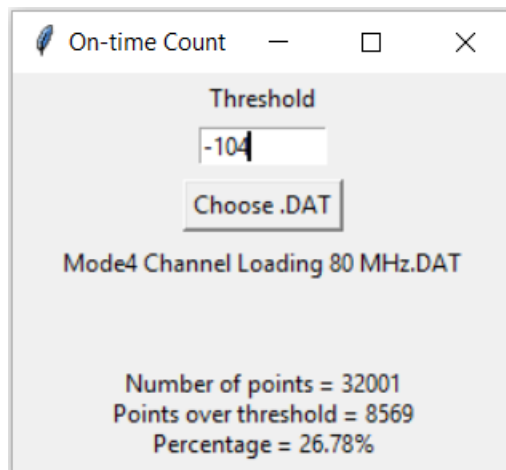 On-time Count
Threshold
-104
Choose .DAT
Mode4 Channel Loading 80 MHz.DAT
Number of points = 32001
Points over threshold = 8569
Percentage = 26.78%